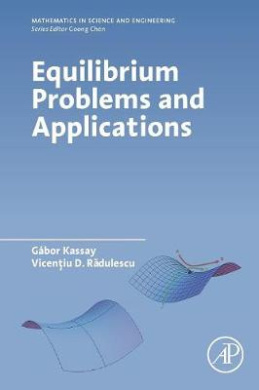 MATHEMATICS IN SCIENCE AND ENGINEERING
Series Editor Goong Chen
Equilibrium
Problems and
Applications
Gábor Kassay
Vicenţiu D. Rădulescu